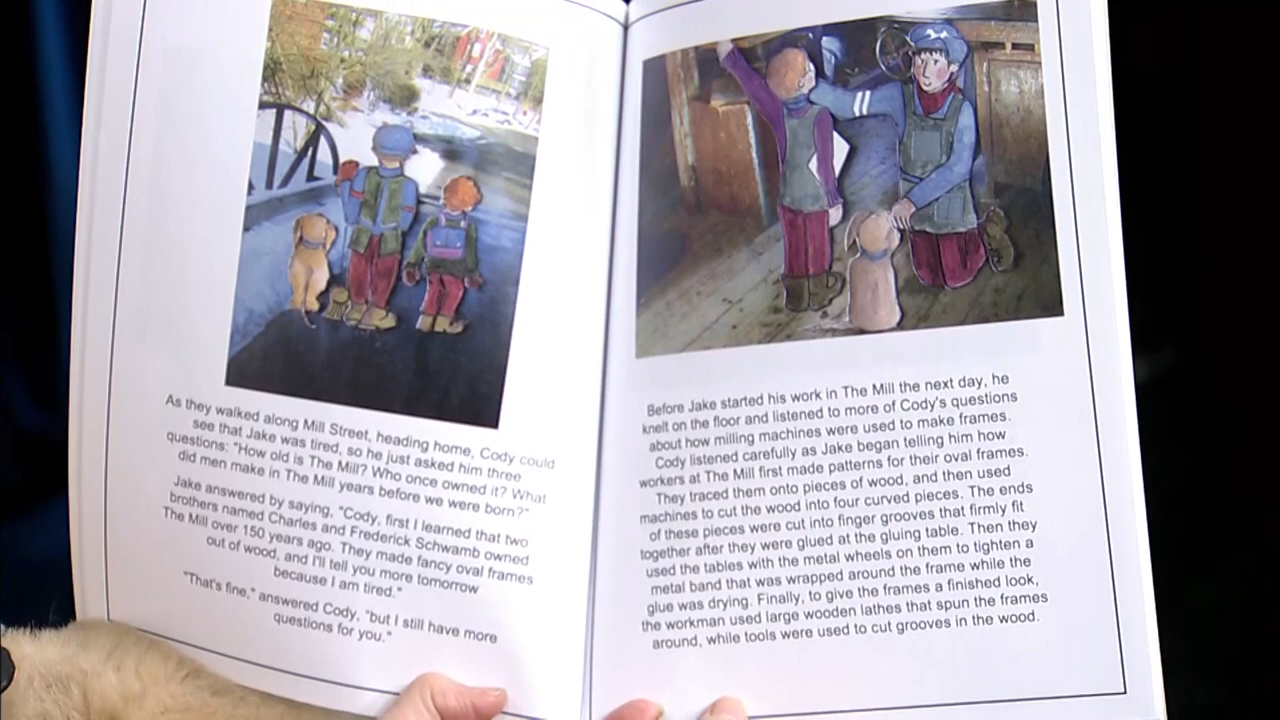 As they walked along Mill Street, heading home, Cody could
see that Jake was tired, so he just asked him three
questions: "How old is The Mill? Who once owned it? What
did men make in The Mill years before we were born?"
Jake answered by saying, "Cody, first I learned that two
brothers named Charles and Frederick Schwamb owned
The Mill over 150 years ago. They made fancy oval frames
out of wood, and I'll tell you more tomorrow
because I am tired."
"That's fine," answered Cody, "but I still have more
questions for you."
Before Jake started his work in The Mill the next day, he
knelt on the floor and listened to more of Cody's questions
about how milling machines were used to make frames.
Cody listened carefully as Jake began telling him how
workers at The Mill first made patterns for their oval frames.
They traced them onto pieces of wood, and then used
machines to cut the wood into four curved pieces. The ends
of these pieces were cut into finger grooves that firmly fit
together after they were glued at the gluing table. Then they
used the tables with the metal wheels on them to tighten a
metal band that was wrapped around the frame while the
glue was drying. Finally, to give the frames a finished look,
the workman used large wooden lathes that spun the frames
around, while tools were used to cut grooves in the wood.